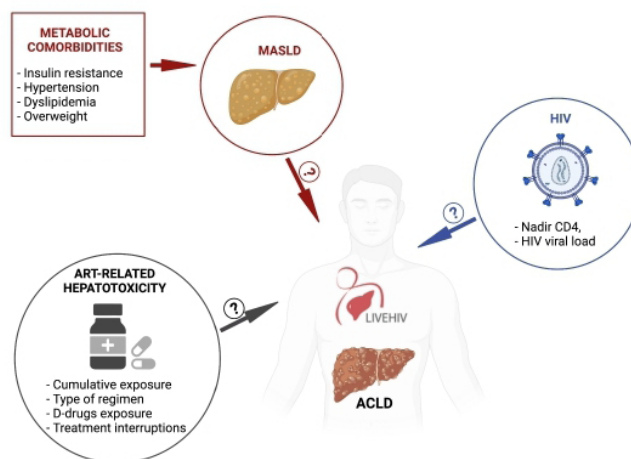 METABOLIC
COMORBIDITIES
- Insulin resistance
- Hypertension
- Dyslipidemia
- Overweight
MASLD
?
HIV
- Nadir CD4,
- HIV viral load
?
ART-RELATED
HEPATOTOXICITY
- Cumulative exposure
- Type of regimen
- D-drugs exposure
- Treatment interruptions
?
LIVEHIV
ACLD